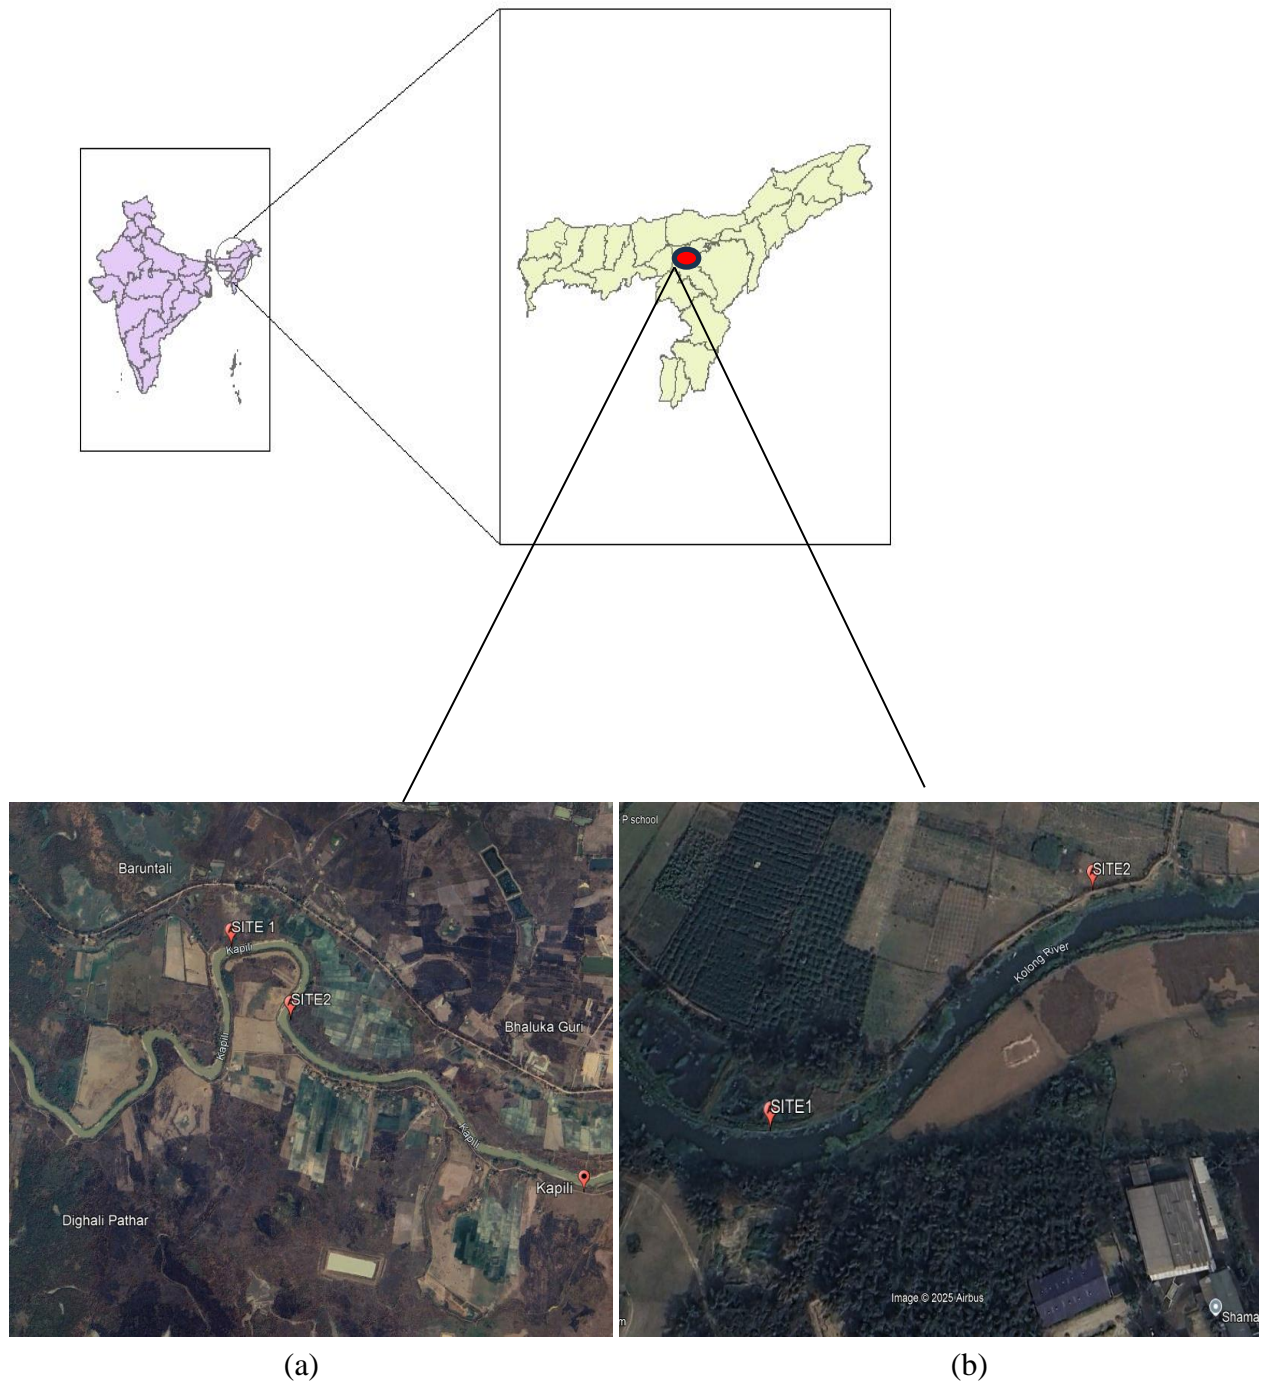 Baruntali
SITE 1
Kapili
SITE2
Kapili
Bhaluka Guri
Kapili
Kapili
Dighali Pathar
P school
SITE2
Kolong River
SITE1
Image © 2025 Airbus
Shama
m
(a)
(b)